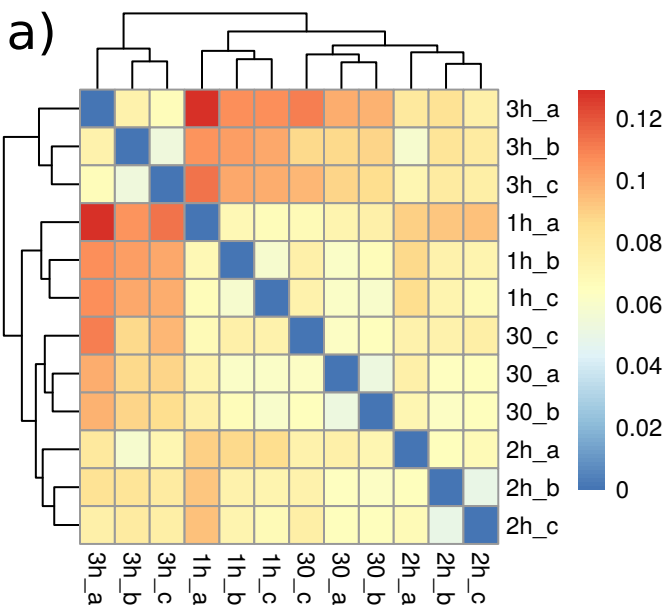 a)
3h_a
3h_b
3h_c
1h_a
1h_b
1h_c
30_c
30_a
30_b
2h_a
2h_b
2h_c
0.12
0.1
0.08
0.06
0.04
0.02
0
3h_a
3h_b
3h_c
1h_a
1h_b
1h_c
30_c
30_a
30_b
2h_a
2h_b
2h_c